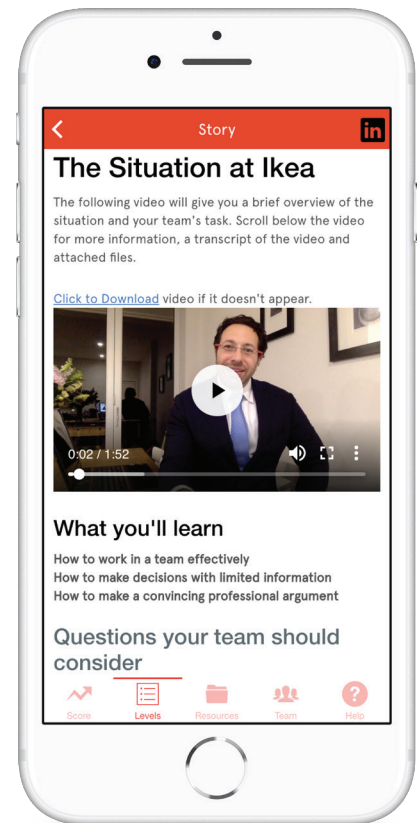 Story
in
The Situation at Ikea
The following video will give you a brief overview of the
situation and your team's task. Scroll below the video
for more information, a transcript of the video and
attached files.
Click to Download video if it doesn't appear.
0:02 / 1:52
What you'll learn
How to work in a team effectively
How to make decisions with limited information
How to make a convincing professional argument
Questions your team should
consider
Score
Levels
Resources
Team
?
Help